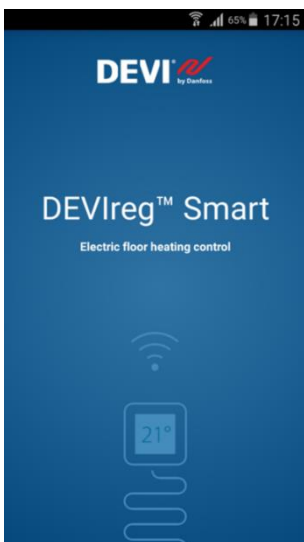 65% 17:15
DEVI®
by Danfoss
DEVIreg™ Smart
Electric floor heating control
21°